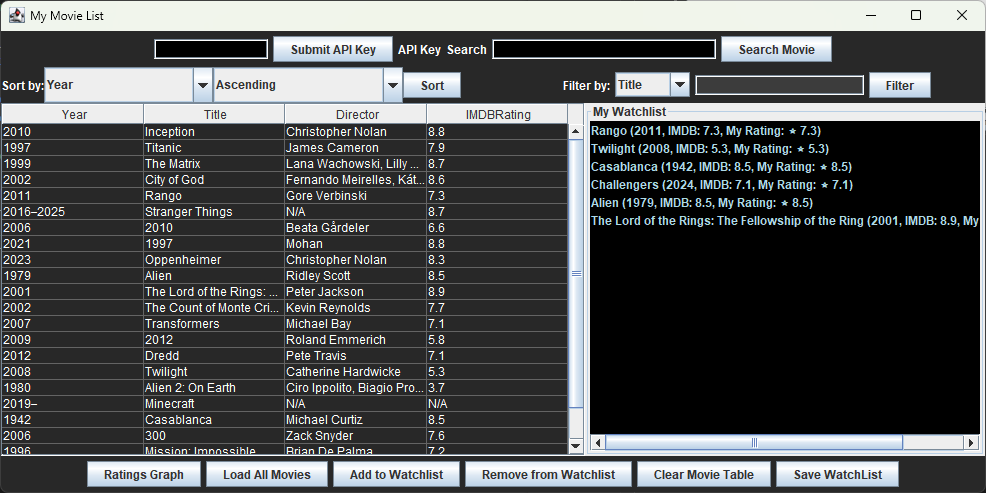 My Movie List
Submit API Key API Key Search Search Movie
Sort by: Year Ascending Sort Filter by: Title Filter
Year Title Director IMDBRating
2010 Inception Christopher Nolan 8.8
1997 Titanic James Cameron 7.9
1999 The Matrix Lana Wachowski, Lilly ... 8.7
2002 City of God Fernando Meirelles, Kát... 8.6
2011 Rango Gore Verbinski 7.3
2016–2025 Stranger Things N/A 8.7
2006 2010 Beata Gårdeler 6.6
2021 1997 Mohan 8.8
2023 Oppenheimer Christopher Nolan 8.3
1979 Alien Ridley Scott 8.5
2001 The Lord of the Rings: ... Peter Jackson 8.9
2002 The Count of Monte Cri... Kevin Reynolds 7.7
2007 Transformers Michael Bay 7.1
2009 2012 Roland Emmerich 5.8
2012 Dredd Pete Travis 7.1
2008 Twilight Catherine Hardwicke 5.3
1980 Alien 2: On Earth Ciro Ippolito, Biagio Pro... 3.7
2019– Minecraft N/A N/A
1942 Casablanca Michael Curtiz 8.5
2006 300 Zack Snyder 7.6
1996 Mission: Impossible Brian De Palma 7.2
My Watchlist
Rango (2011, IMDB: 7.3, My Rating: ★ 7.3)
Twilight (2008, IMDB: 5.3, My Rating: ★ 5.3)
Casablanca (1942, IMDB: 8.5, My Rating: ★ 8.5)
Challengers (2024, IMDB: 7.1, My Rating: ★ 7.1)
Alien (1979, IMDB: 8.5, My Rating: ★ 8.5)
The Lord of the Rings: The Fellowship of the Ring (2001, IMDB: 8.9, My
Ratings Graph Load All Movies Add to Watchlist Remove from Watchlist Clear Movie Table Save WatchList